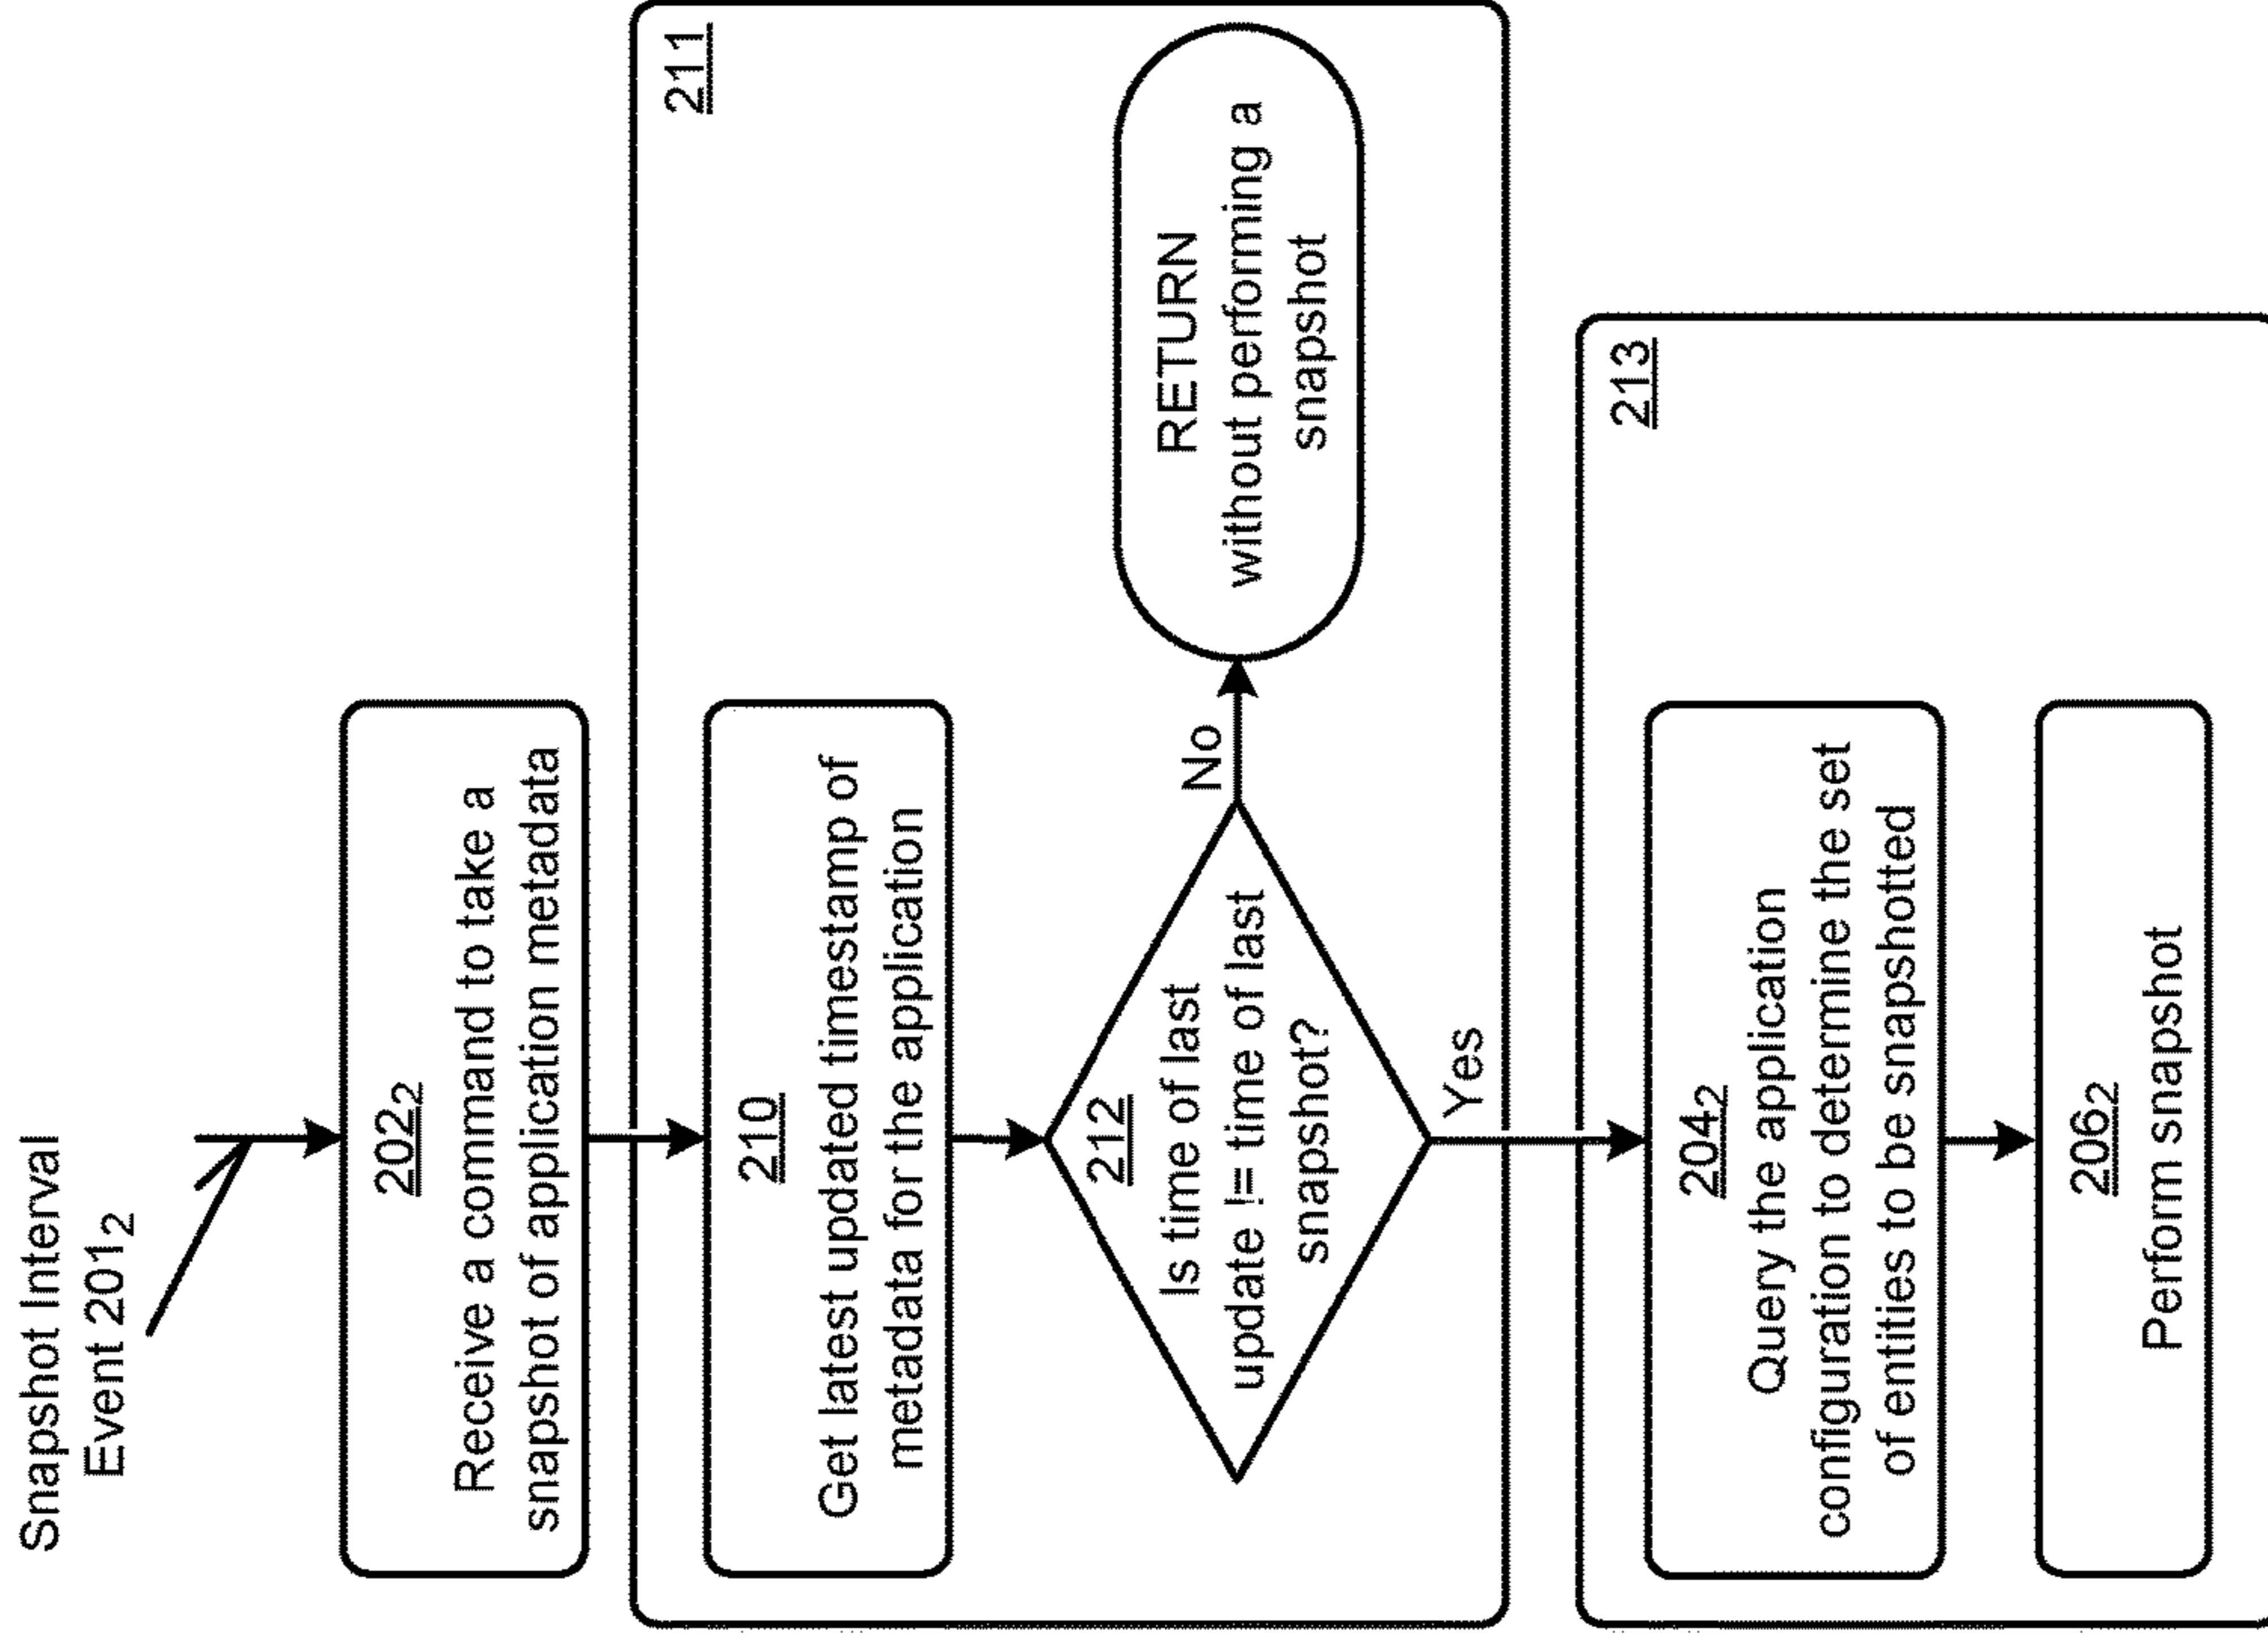 Snapshot Interval
Event 201₂
202₂
Receive a command to take a
snapshot of application metadata
211
210
Get latest updated timestamp of
metadata for the application
212
Is time of last
update != time of last
snapshot?
No
RETURN
without performing a
snapshot
Yes
213
204₂
Query the application
configuration to determine the set
of entities to be snapshotted
206₂
Perform snapshot